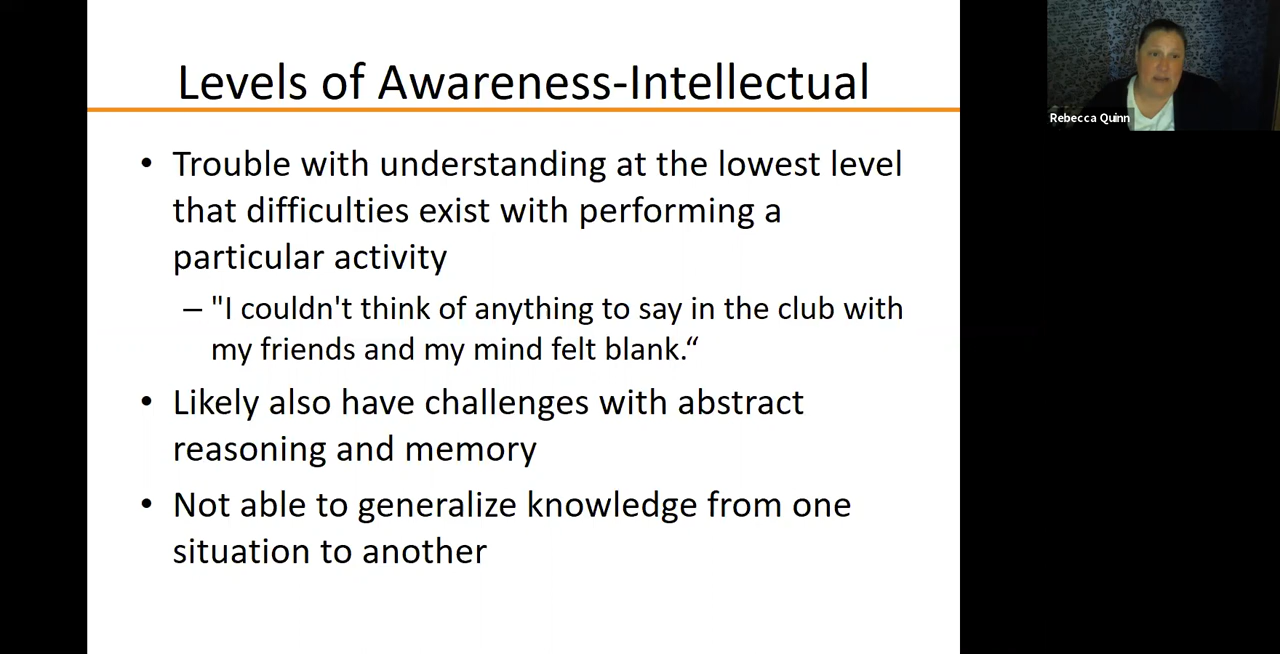 Levels of Awareness-Intellectual
Rebecca Quinn
• Trouble with understanding at the lowest level
that difficulties exist with performing a
particular activity
– "I couldn't think of anything to say in the club with
my friends and my mind felt blank.“
• Likely also have challenges with abstract
reasoning and memory
• Not able to generalize knowledge from one
situation to another